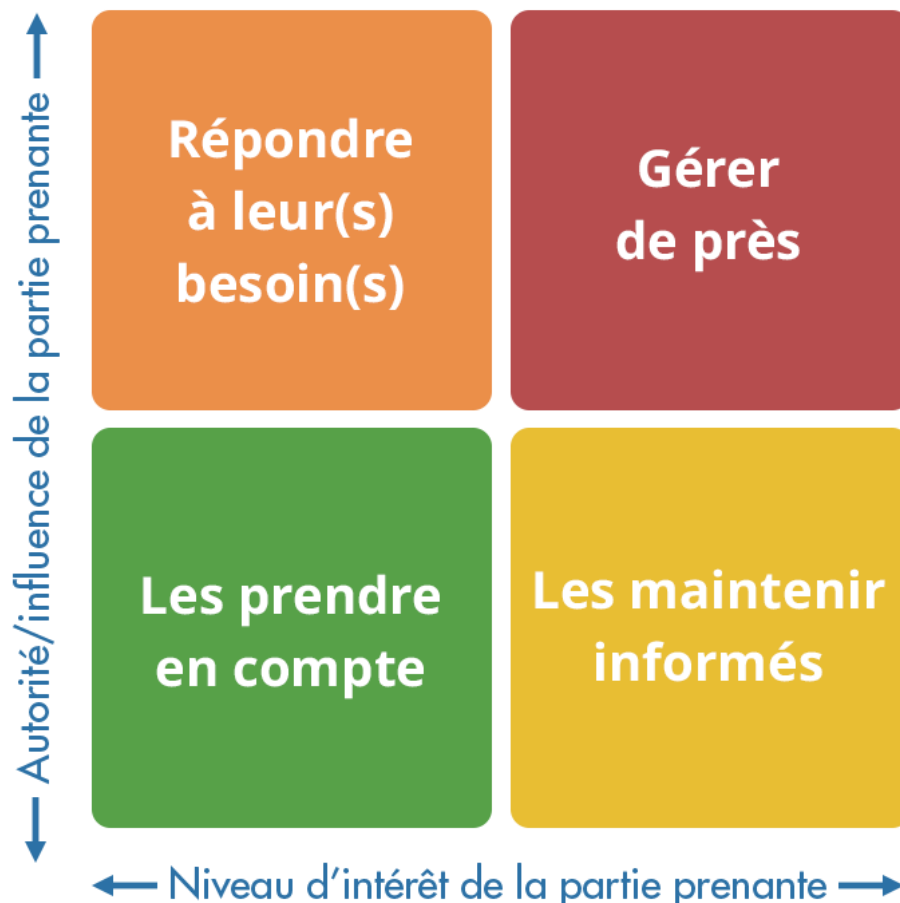 Autorité/influence de la partie prenante
Répondre
à leur(s)
besoin(s)
Gérer
de près
Les prendre
en compte
Les maintenir
informés
Niveau d’intérêt de la partie prenante